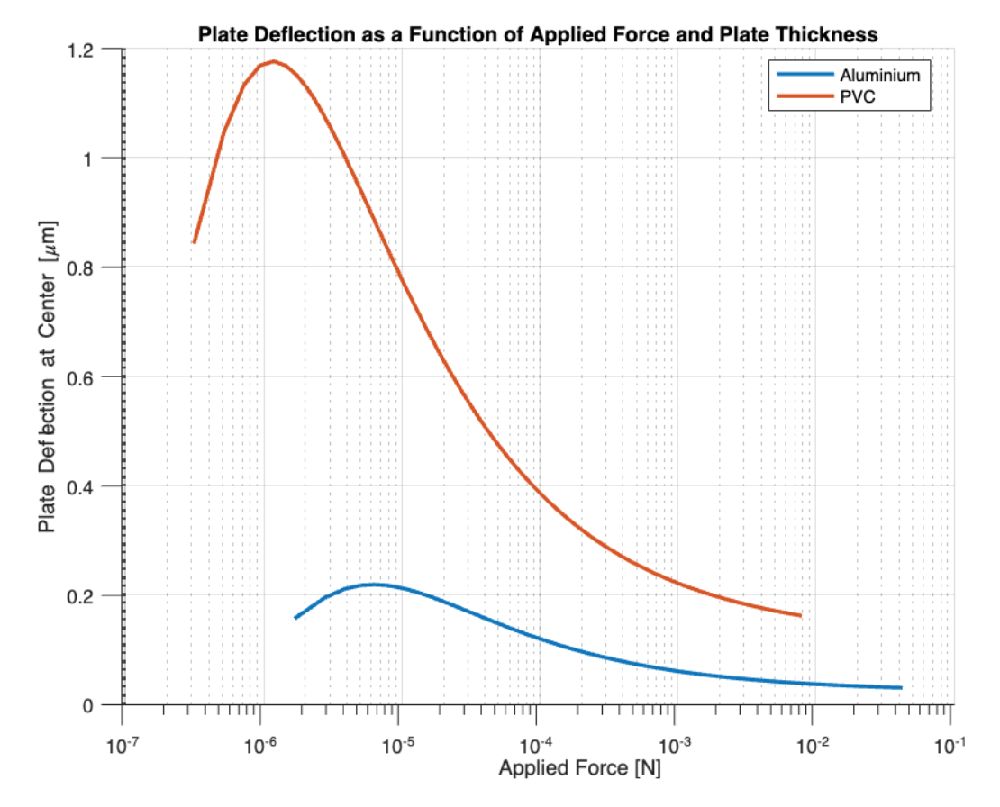 Plate Deflection as a Function of Applied Force and Plate Thickness
Aluminium
PVC
1.2
1
0.8
0.6
0.4
0.2
0
Plate Deflection at Center [μm]
10-7
10-6
10-5
10-4
10-3
10-2
10-1
Applied Force [N]